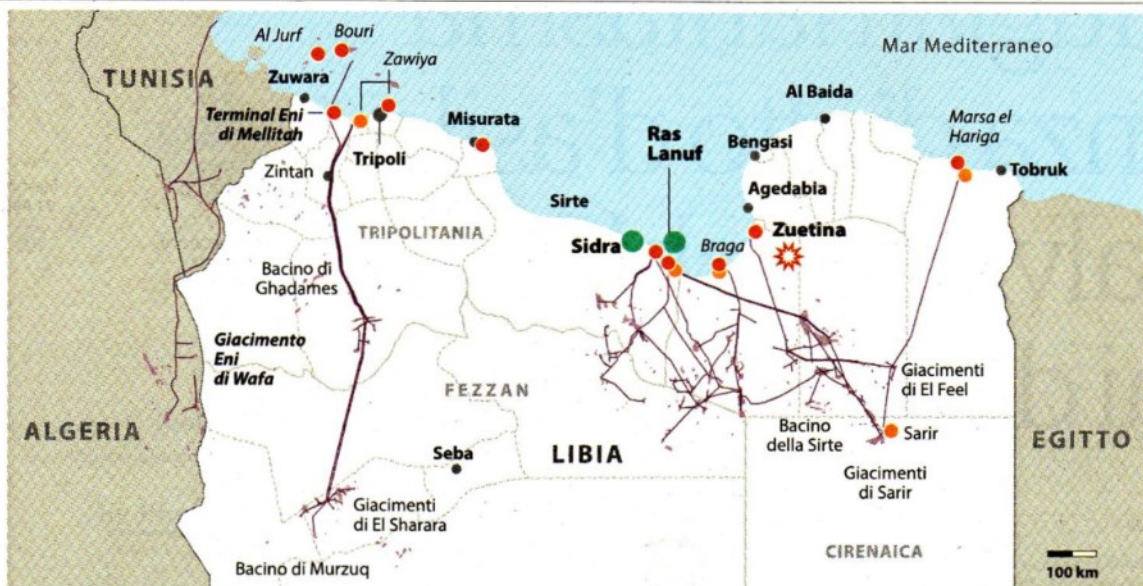 Al Jurf
Bouri
Mar Mediterraneo
TUNISIA
Zawiya
Zuwara
Al Baida
Terminal Eni
di Mellitah
Misurata
Ras
Lanuf
Bengasi
Marsa el
Hariga
Zintan
Tripoli
Tobruk
Agedabia
Sirte
TRIPOLITANIA
Sidra
Braga
Zuetina
Bacino di
Ghadames
Giacimento
Eni
di Wafa
Giacimenti
di El Feel
FEZZAN
ALGERIA
Bacino
della Sirte
Sarir
EGITTO
Seba
LIBIA
Giacimenti
di Sarir
Giacimenti
di El Sharara
CIRENAICA
Bacino di Murzuq
100 km